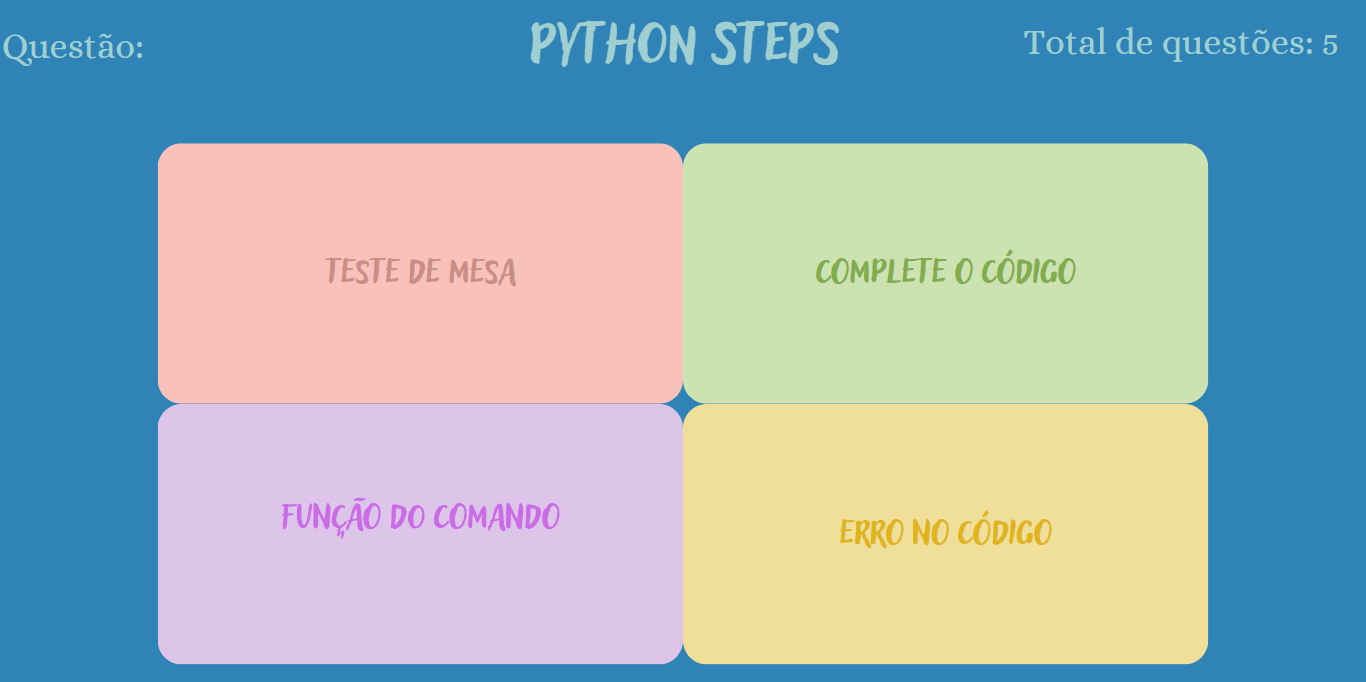 Questão:
PYTHON STEPS
Total de questões: 5
TESTE DE MESA
COMPLETE O CÓDIGO
FUNÇÃO DO COMANDO
ERRO NO CÓDIGO